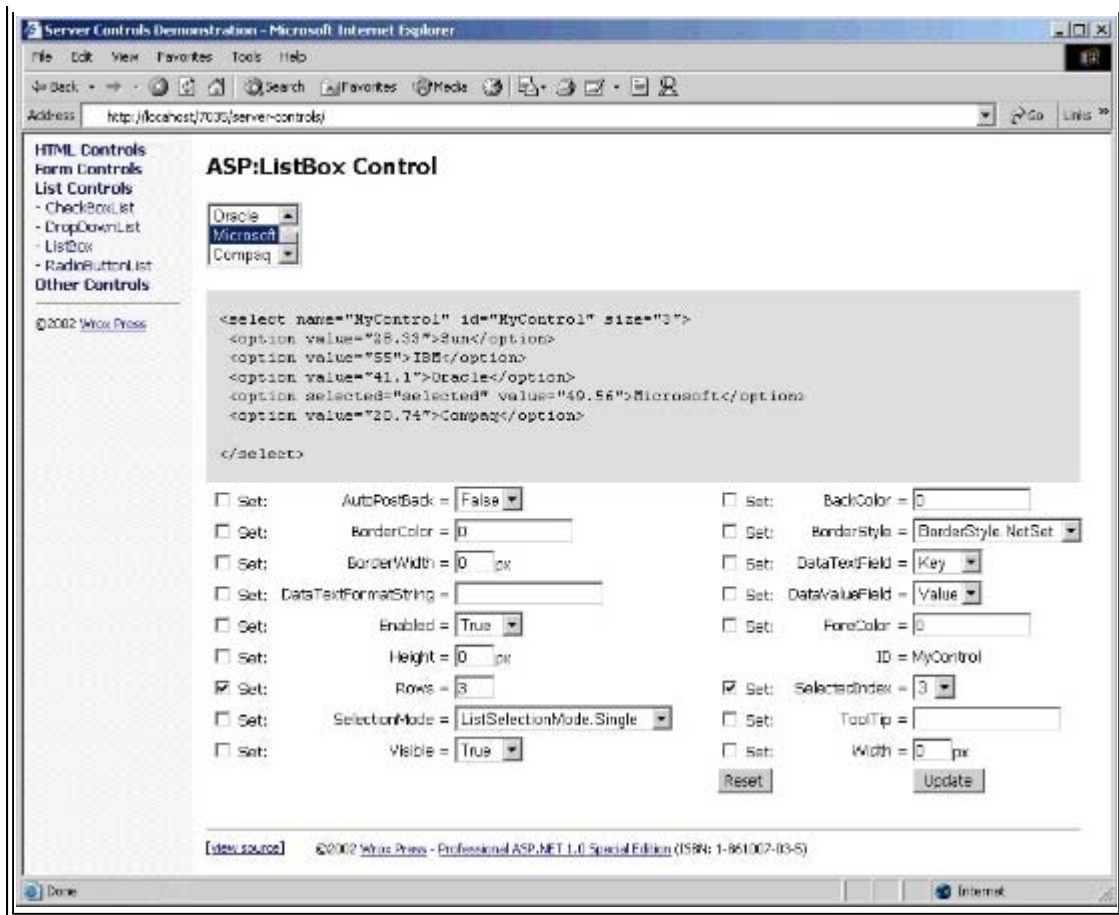 Server Controls Demonstration - Microsoft Internet Explorer
File Edit View Favorites Tools Help
Back Search Favorites Media
Address http://localhost/7035/server-controls/ Go Links »
HTML Controls
Form Controls
List Controls
- CheckBoxList
- DropDownList
- ListBox
- RadioButtonList
Other Controls
©2002 Wrox Press
ASP:ListBox Control
Oracle
Microsoft
Compaq
<select name="MyControl" id="MyControl" size="3">
<option value="28.33">Sun</option>
<option value="55">IBM</option>
<option value="41.1">Oracle</option>
<option selected="selected" value="49.56">Microsoft</option>
<option value="20.74">Compaq</option>
</select>
Set: AutoPostBack = False Set: BackColor = 0
Set: BorderColor = 0 Set: BorderStyle = BorderStyle.NotSet
Set: BorderWidth = 0 px Set: DataTextField = Key
Set: DataTextFormatString = Set: DataValueField = Value
Set: Enabled = True Set: ForeColor = 0
Set: Height = 0 px ID = MyControl
Set: Rows = 3 Set: SelectedIndex = 3
Set: SelectionMode = ListSelectionMode.Single Set: ToolTip =
Set: Visible = True Set: Width = 0 px
Reset Update
[view source] ©2002 Wrox Press - Professional ASP.NET 1.0 Special Edition (ISBN: 1-861007-03-5)
Done Internet